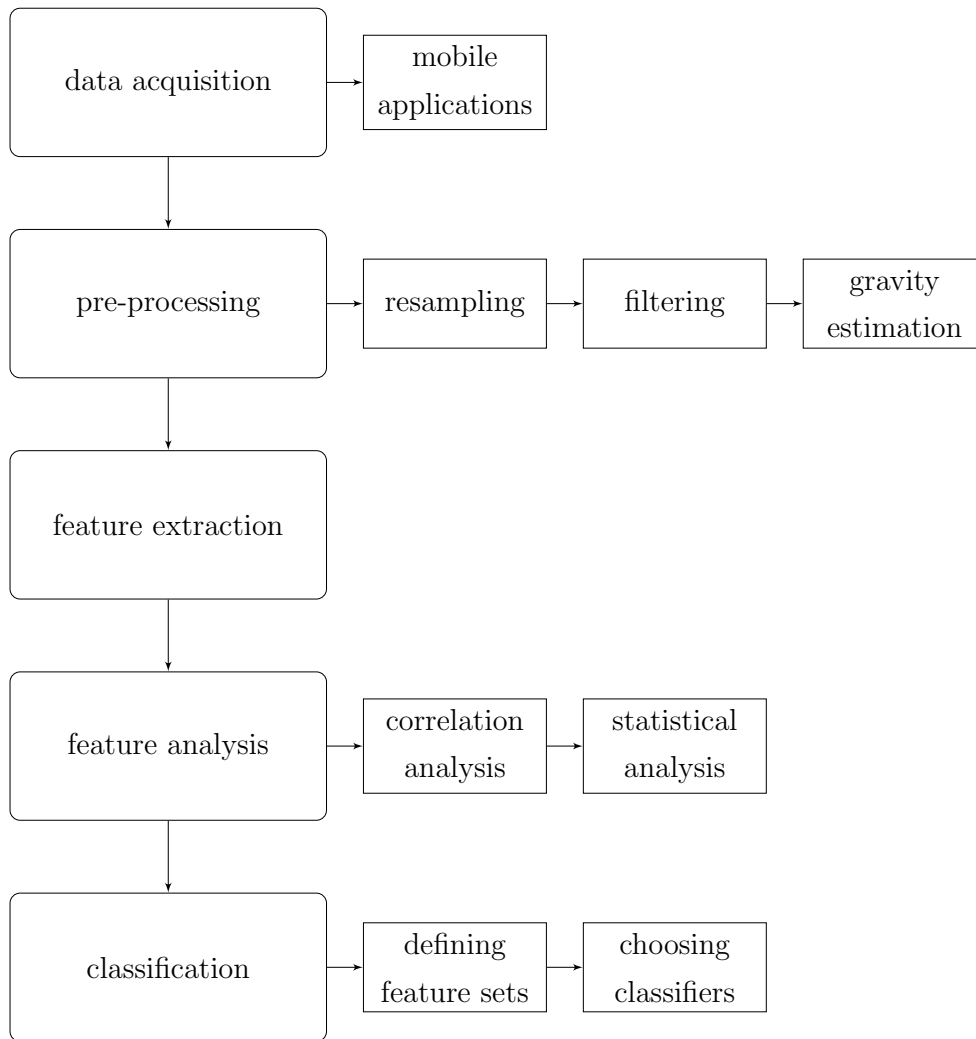 data acquisition
mobile
applications
pre-processing
resampling
filtering
gravity
estimation
feature extraction
feature analysis
correlation
analysis
statistical
analysis
classification
defining
feature sets
choosing
classifiers